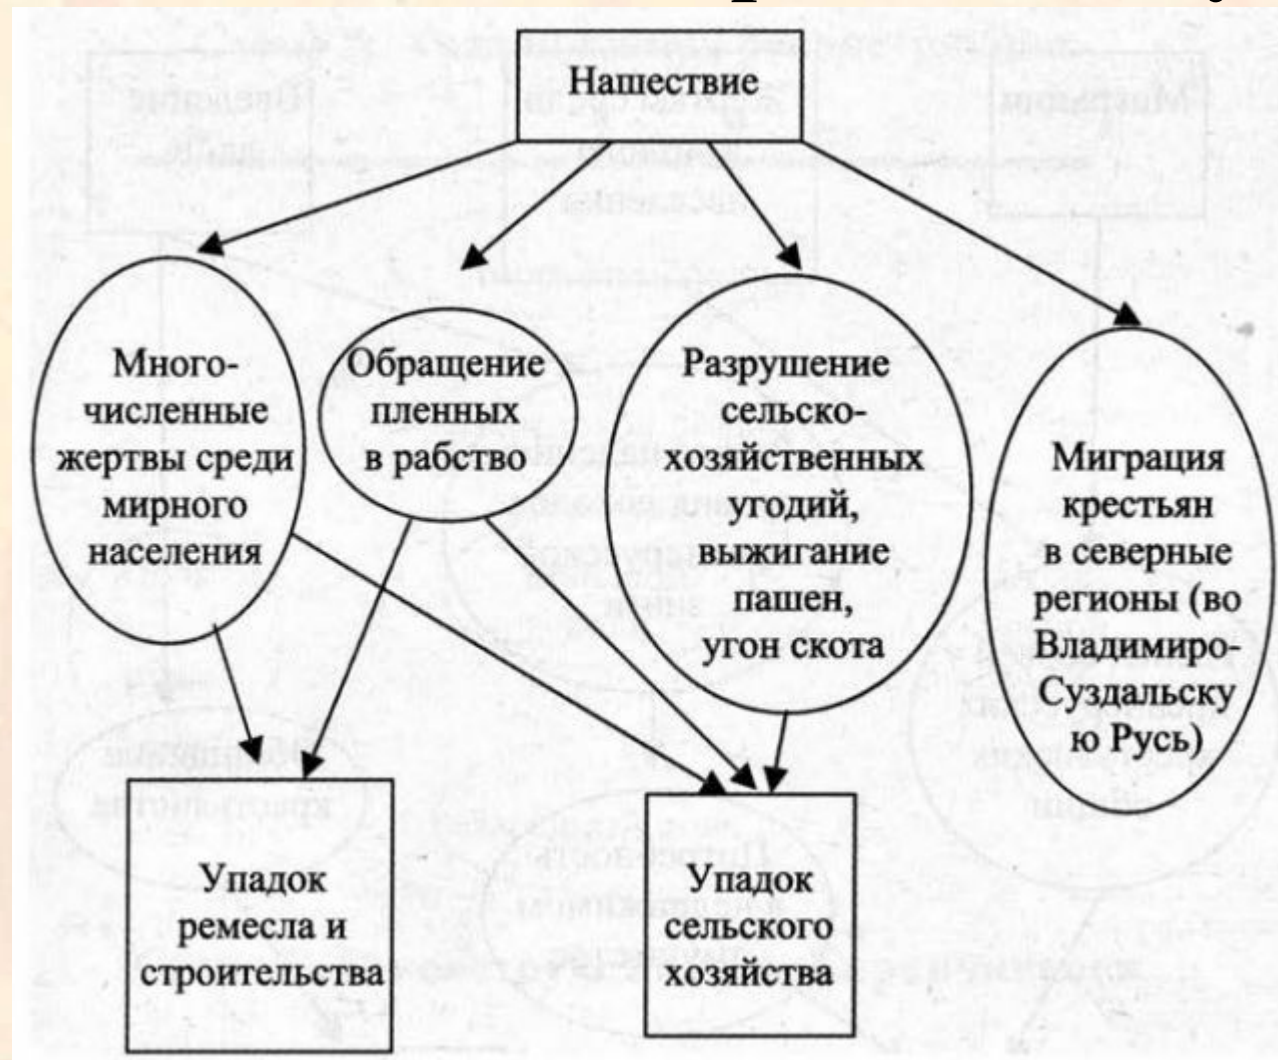 Нашествие
Много-
численные
жертвы среди
мирного
населения
Обращение
пленных
в рабство
Разрушение
сельско-
хозяйственных
угодий,
выжигание
пашен,
угон скота
Миграция
крестьян
в северные
регионы (во
Владимиро-
Суздальску
ю Русь)
Упадок
ремесла и
строительства
Упадок
сельского
хозяйства